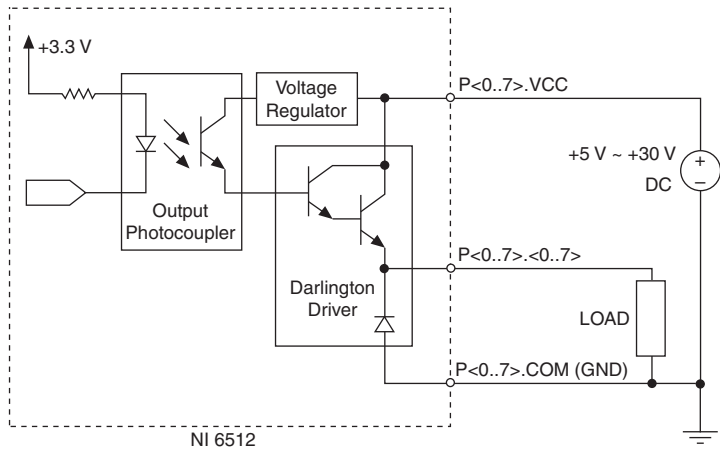 +3.3 V
Voltage
Regulator
P<0..7>.VCC
+5 V ~ +30 V
DC
+
−
Output
Photocoupler
P<0..7>.<0..7>
Darlington
Driver
LOAD
P<0..7>.COM (GND)
NI 6512